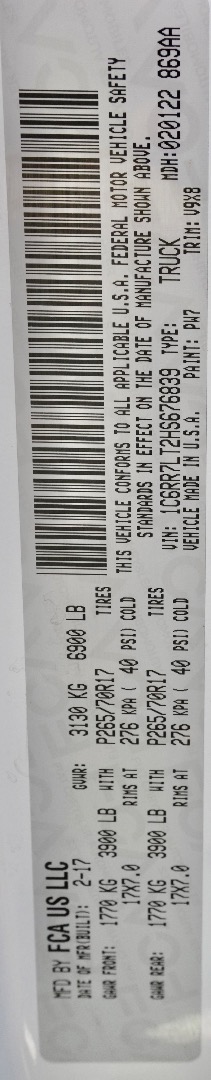 MFD BY FCA US LLC
DATE OF MFR(BUILT): 2-17 GVWR: 3130 KG 6900 LB
GAWR FRONT: 1770 KG 3900 LB WITH P265/70R17 TIRES
17X7.0 RIMS AT 276 KPA ( 40 PSI) COLD
GAWR REAR: 1770 KG 3900 LB WITH P265/70R17 TIRES
17X7.0 RIMS AT 276 KPA ( 40 PSI) COLD
THIS VEHICLE CONFORMS TO ALL APPLICABLE U.S.A. FEDERAL MOTOR VEHICLE SAFETY
STANDARDS IN EFFECT ON THE DATE OF MANUFACTURE SHOWN ABOVE.
VIN: 1C6RR7LT2HS676839 TYPE: TRUCK MDH:020122 869AA
VEHICLE MADE IN U.S.A. PAINT: PW7 TRIM: V9X8